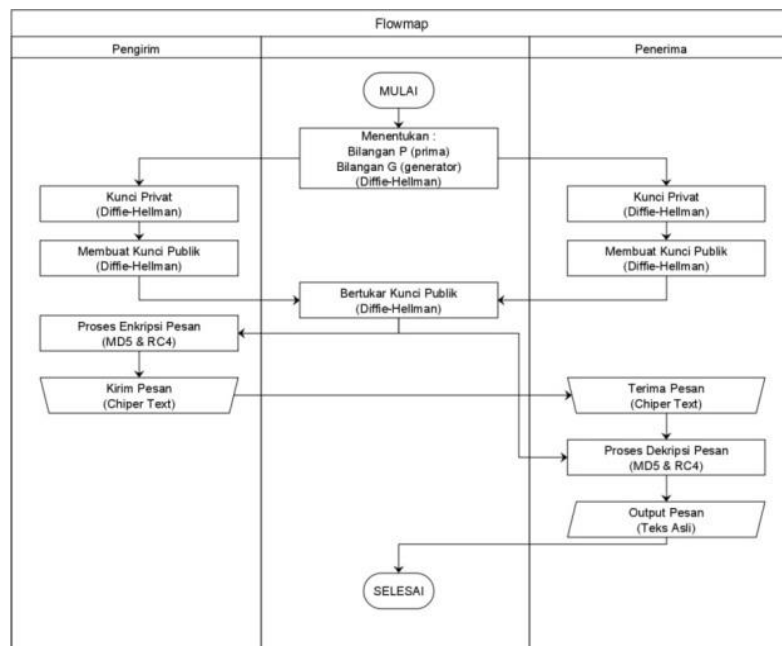 Flowmap
Pengirim
Penerima
MULAI
Menentukan :
Bilangan P (prima)
Bilangan G (generator)
(Diffie-Hellman)
Kunci Privat
(Diffie-Hellman)
Kunci Privat
(Diffie-Hellman)
Membuat Kunci Publik
(Diffie-Hellman)
Membuat Kunci Publik
(Diffie-Hellman)
Bertukar Kunci Publik
(Diffie-Hellman)
Proses Enkripsi Pesan
(MD5 & RC4)
Kirim Pesan
(Chiper Text)
Terima Pesan
(Chiper Text)
Proses Dekripsi Pesan
(MD5 & RC4)
Output Pesan
(Teks Asli)
SELESAI